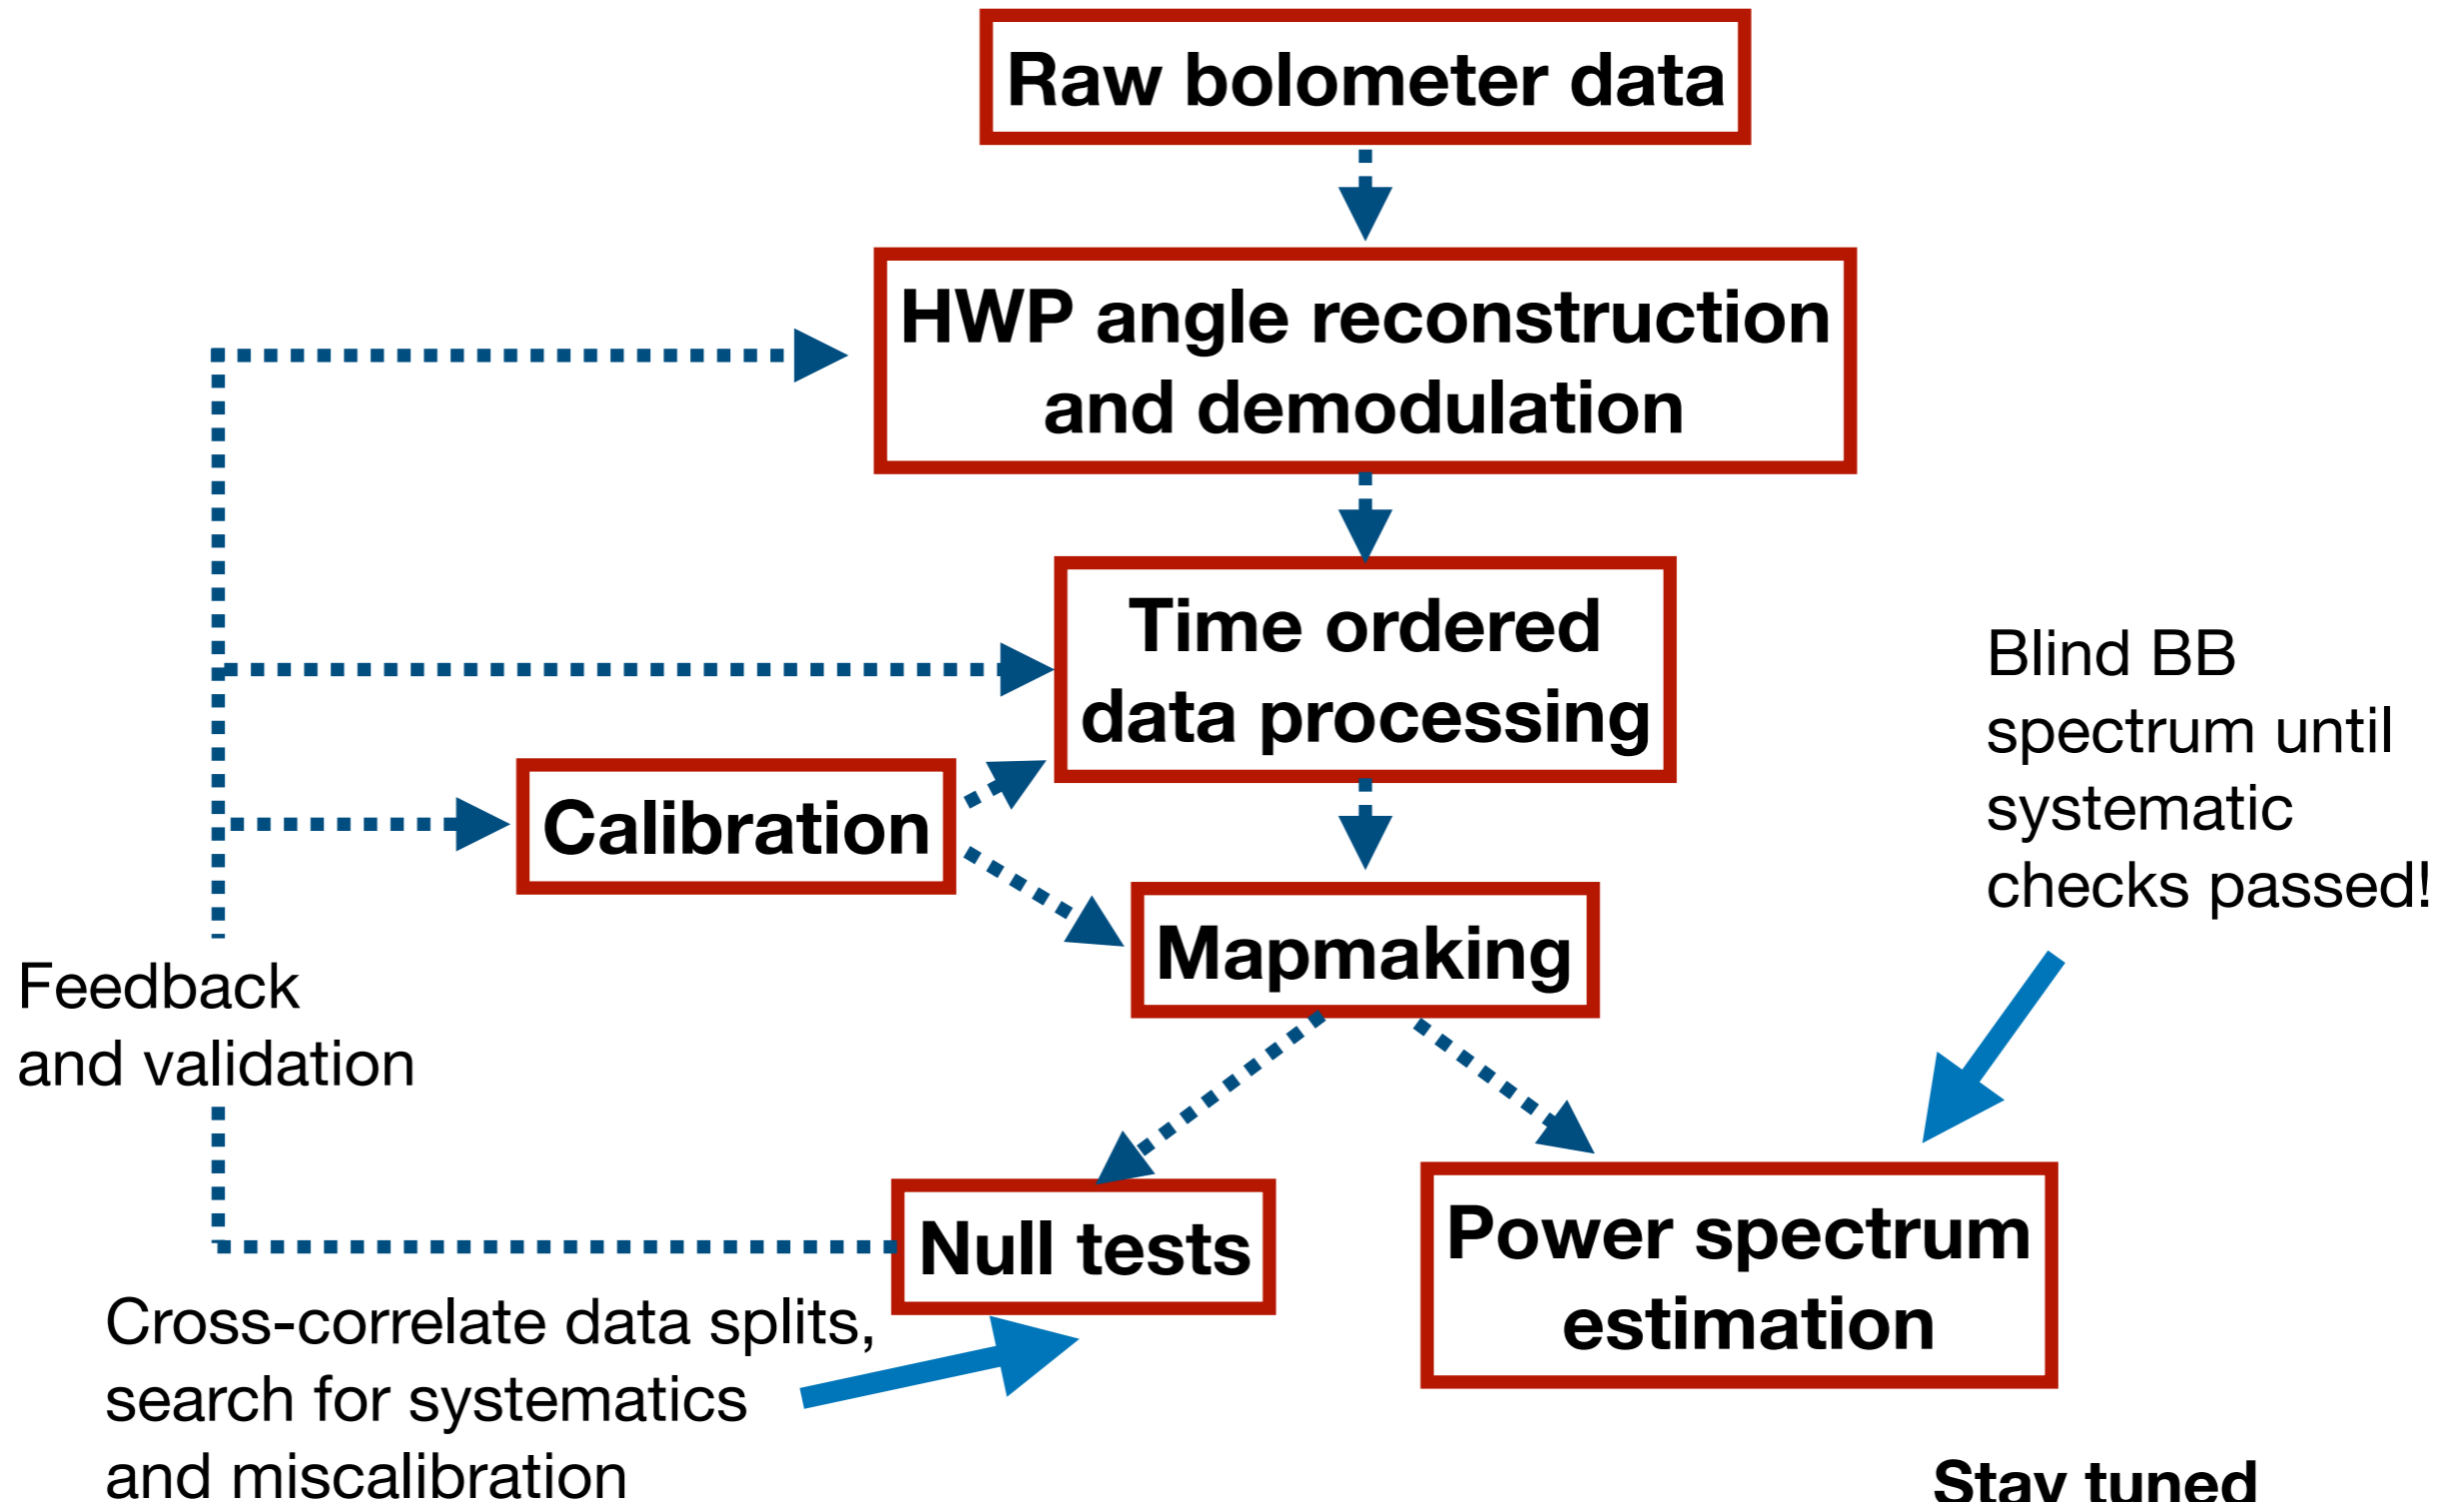 Raw bolometer data
HWP angle reconstruction
and demodulation
Time ordered
data processing
Blind BB
spectrum until
systematic
checks passed!
Calibration
Mapmaking
Feedback
and validation
Null tests
Power spectrum
estimation
Cross-correlate data splits,
search for systematics
and miscalibration
Stay tuned